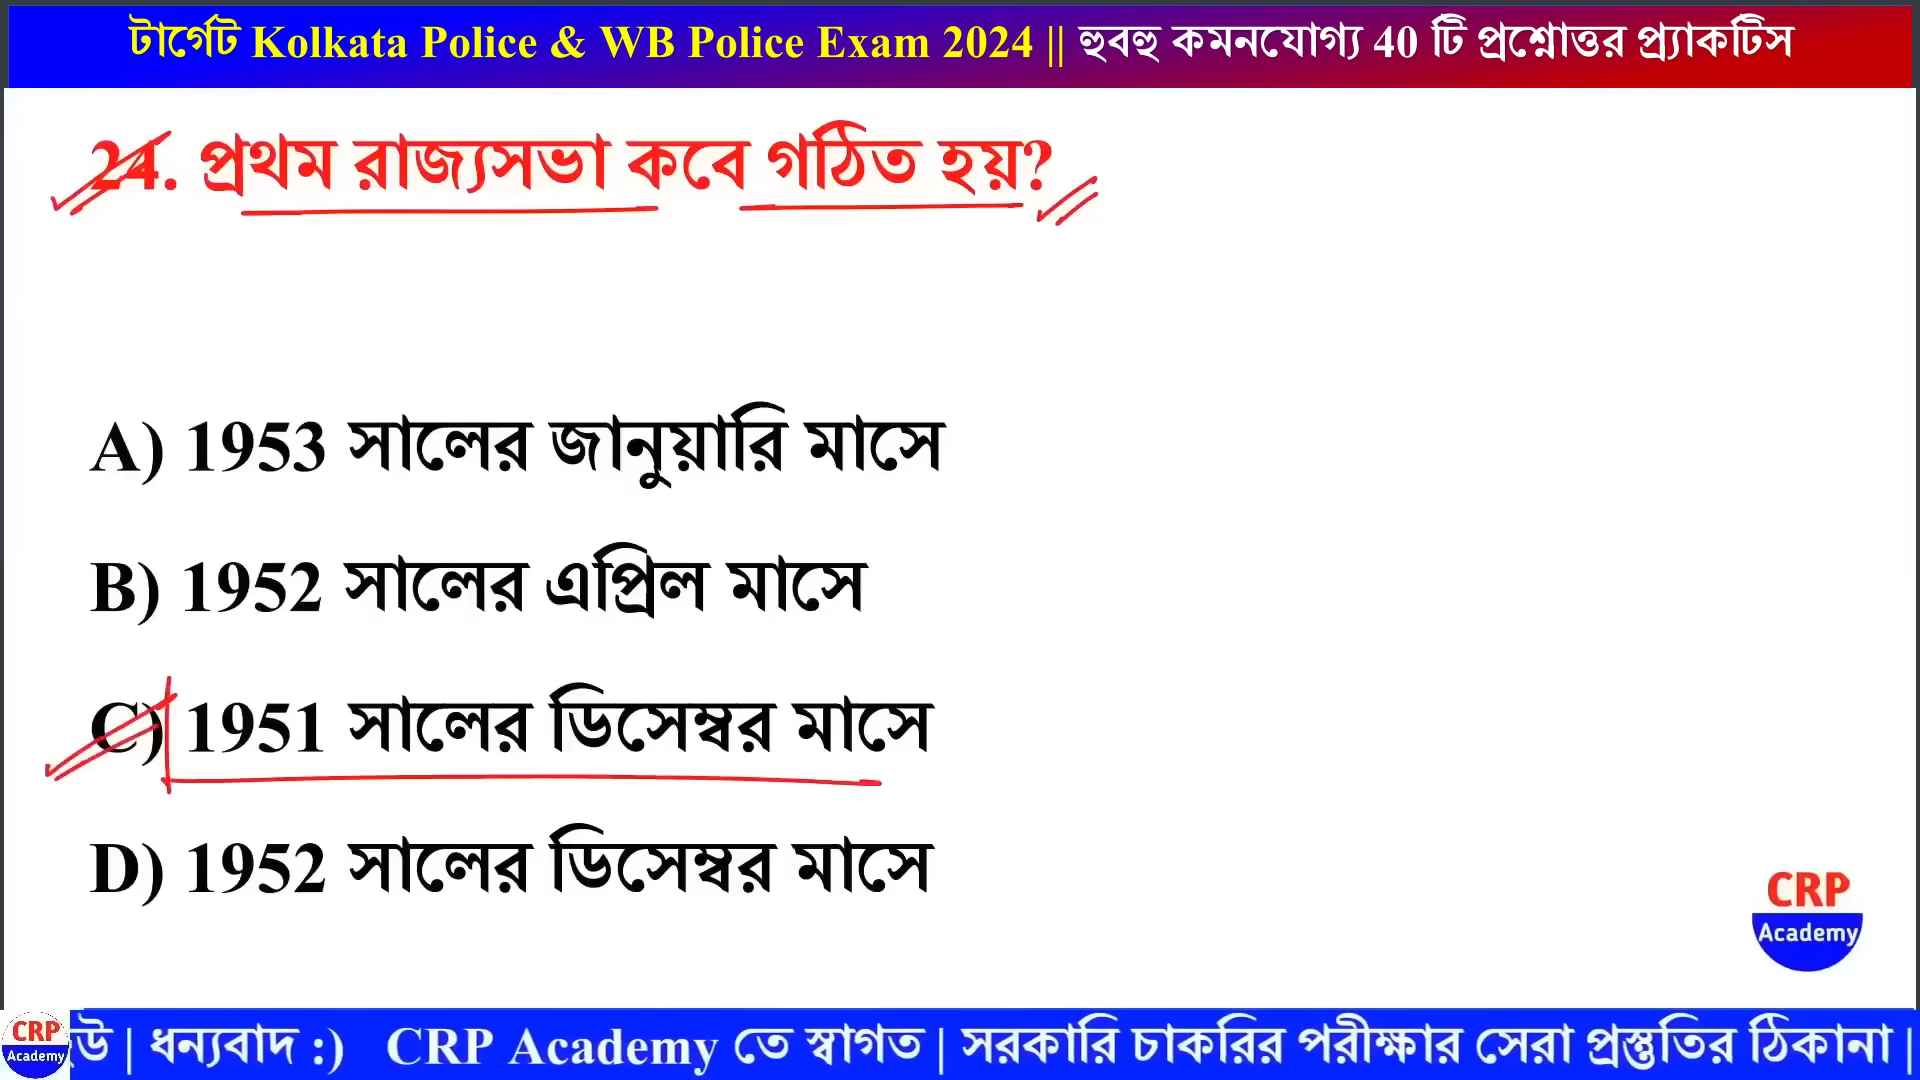 টার্গেট Kolkata Police & WB Police Exam 2024 || হুবহু কমনযোগ্য 40 টি প্রশ্নোত্তর প্র্যাকটিস
24. প্রথম রাজ্যসভা কবে গঠিত হয়?
A) 1953 সালের জানুয়ারি মাসে
B) 1952 সালের এপ্রিল মাসে
C) 1951 সালের ডিসেম্বর মাসে
D) 1952 সালের ডিসেম্বর মাসে
CRP
Academy
CRP
Academy
| ধন্যবাদ :) CRP Academy তে স্বাগত | সরকারি চাকরির পরীক্ষার সেরা প্রস্তুতির ঠিকানা |